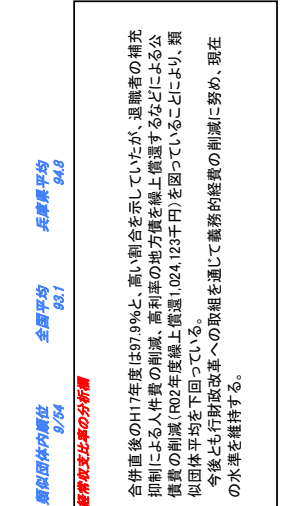 類似団体内順位 全国平均 兵庫県平均
9/54 93.1 94.8
経常収支比率の分析欄
合併直後のH17年度は97.9%と、高い割合を示していたが、退職者の補充
抑制による人件費の削減、高利率の地方債を繰上償還するなどによる公
債費の削減(R02年度繰上償還1,024,123千円)を図っていることにより、類
似団体平均を下回っている。
今後とも行財政改革への取組を通じて義務的経費の削減に努め、現在
の水準を維持する。